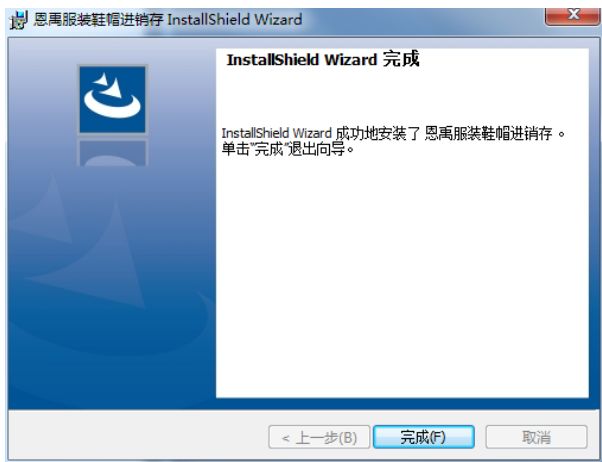 恩禹服装鞋帽进销存 InstallShield Wizard
InstallShield Wizard 完成
InstallShield Wizard 成功地安装了 恩禹服装鞋帽进销存 。
单击"完成"退出向导。
< 上一步(B)
完成(F)
取消